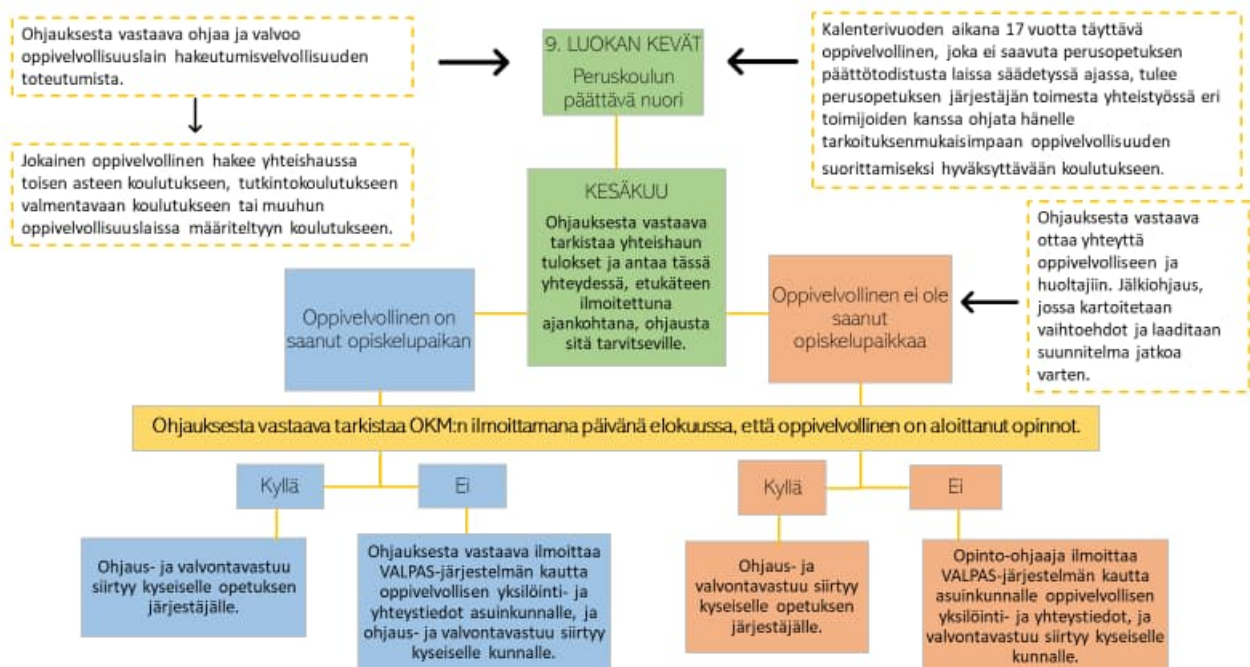 Ohjauksesta vastaava ohjaa ja valvoo
oppivelvollisuuslain hakeutumisvelvollisuuden
toteutumista.
Jokainen oppivelvollinen hakee yhteishaussa
toisen asteen koulutukseen, tutkintokoulutukseen
valmentavaan koulutukseen tai muuhun
oppivelvollisuuslaissa määriteltyyn koulutukseen.
9. LUOKAN KEVÄT
Peruskoulun
päättävä nuori
Kalenterivuoden aikana 17 vuotta täyttävä
oppivelvollinen, joka ei saavuta perusopetuksen
päättötodistusta laissa säädetyssä ajassa, tulee
perusopetuksen järjestäjän toimesta yhteistyössä eri
toimijoiden kanssa ohjata hänelle
tarkoituksenmukaisimpaan oppivelvollisuuden
suorittamiseksi hyväksyttävään koulutukseen.
KESÄKUU
Ohjauksesta vastaava
tarkistaa yhteishaun
tulokset ja antaa tässä
yhteydessä, etukäteen
ilmoitettuna
ajankohtana, ohjausta
sitä tarvitseville.
Oppivelvollinen on
saanut opiskelupaikan
Oppivelvollinen ei ole
saanut
opiskelupaikkaa
Ohjauksesta vastaava
ottaa yhteyttä
oppivelvolliseen ja
huoltajiin. Jälkiohjaus,
jossa kartoitetaan
vaihtoehdot ja laaditaan
suunnitelma jatkoa
varten.
Ohjauksesta vastaava tarkistaa OKM:n ilmoittamana päivänä elokuussa, että oppivelvollinen on aloittanut opinnot.
Kyllä
Ei
Kyllä
Ei
Ohjaus- ja valvontavastuu
siirtyy kyseiselle opetuksen
järjestäjälle.
Ohjauksesta vastaava ilmoittaa
VALPAS-järjestelmän kautta
oppivelvollisen yksilöinti- ja
yhteystiedot asuinkunnalle, ja
ohjaus- ja valvontavastuu siirtyy
kyseiselle kunnalle.
Ohjaus- ja
valvontavastuu siirtyy
kyseiselle opetuksen
järjestäjälle.
Opinto-ohjaaja ilmoittaa
VALPAS-järjestelmän kautta
asuinkunnalle oppivelvollisen
yksilöinti- ja yhteystiedot, ja
valvontavastuu siirtyy kyseiselle
kunnalle.